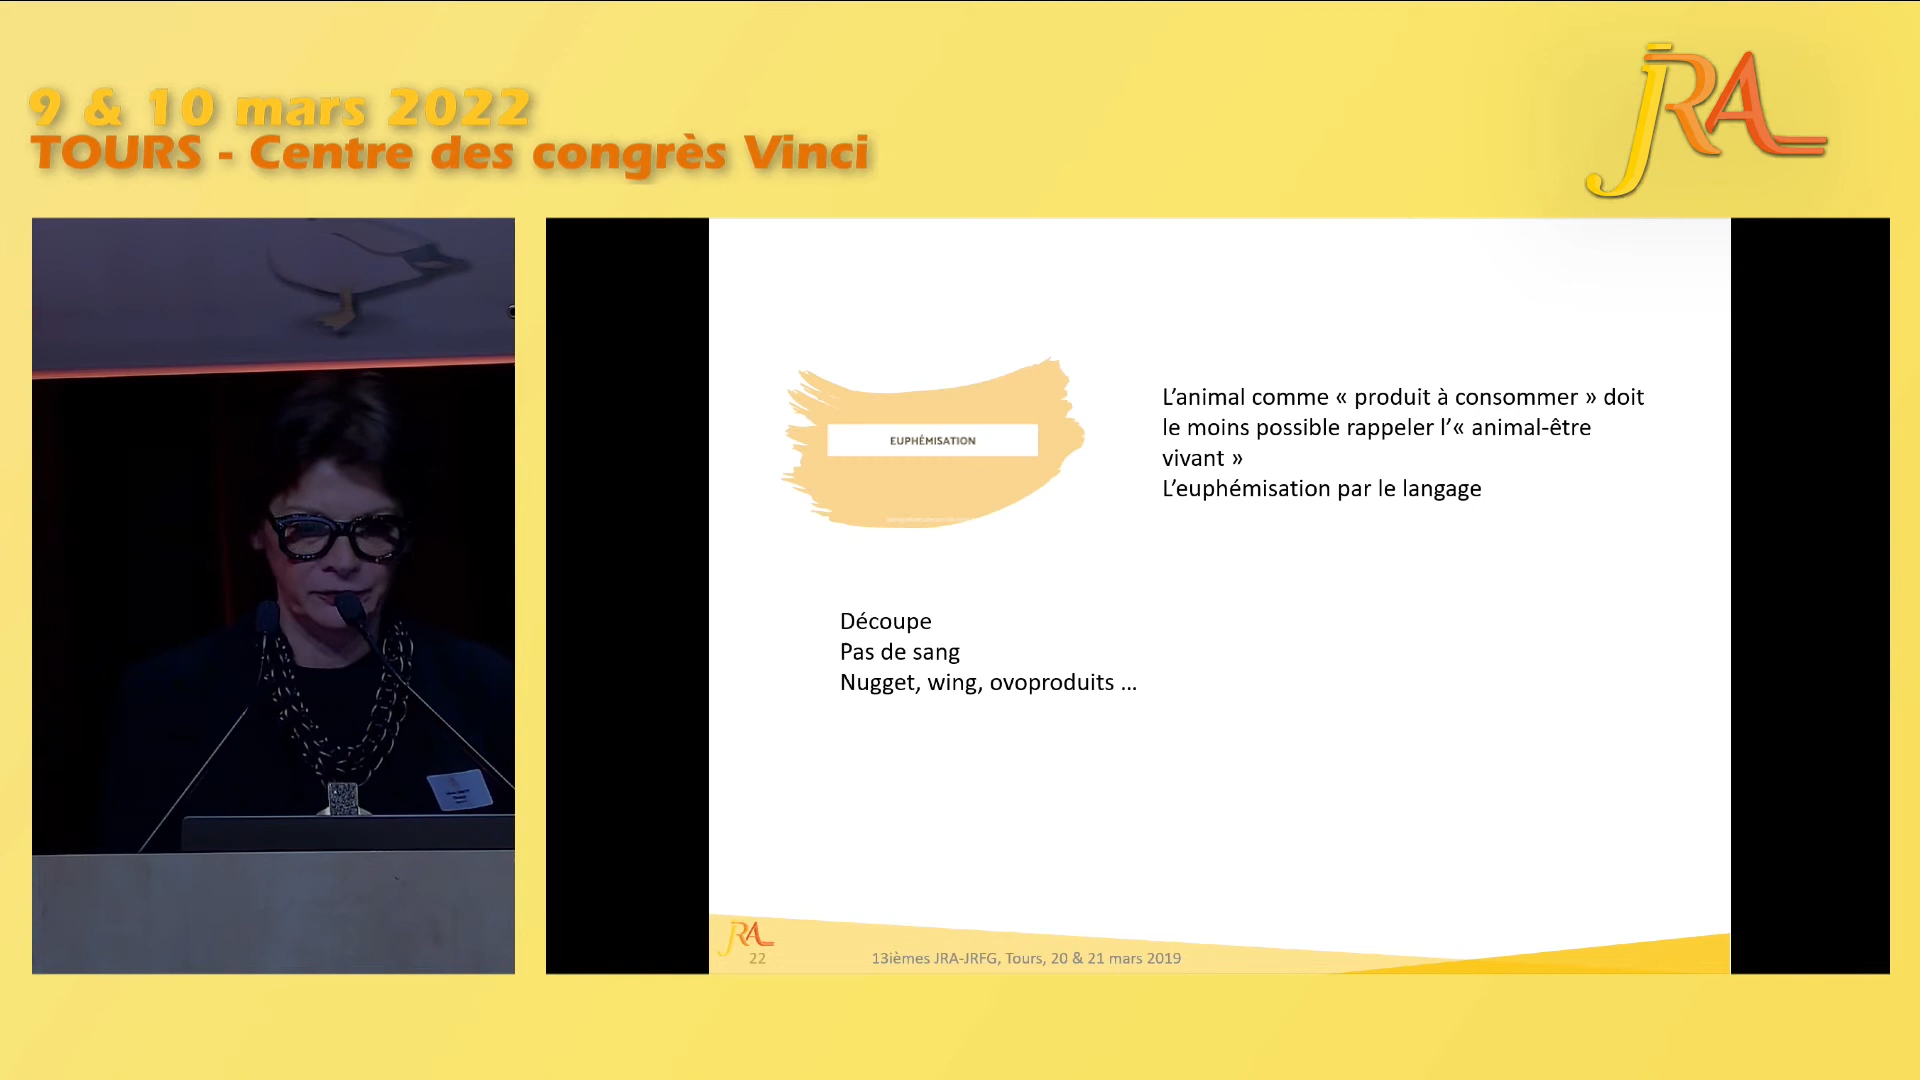 9 & 10 mars 2022
TOURS - Centre des congrès Vinci
JRA
EUPHÉMISATION
L’animal comme « produit à consommer » doit
le moins possible rappeler l’« animal-être
vivant »
L’euphémisation par le langage
Découpe
Pas de sang
Nugget, wing, ovoproduits ...
JRA
22
13ièmes JRA-JRFG, Tours, 20 & 21 mars 2019